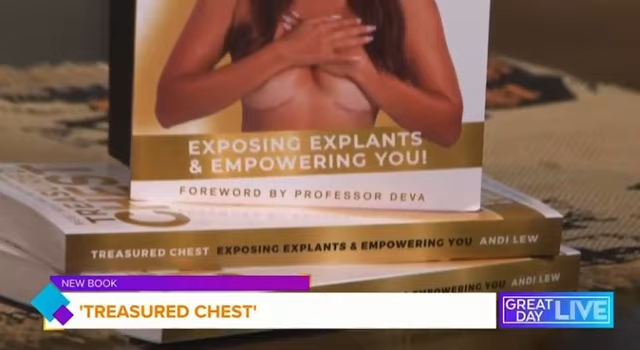 EXPOSING EXPLANTS
& EMPOWERING YOU!
FOREWORD BY PROFESSOR DEVA
TREASURED CHEST EXPOSING EXPLANTS & EMPOWERING YOU ANDI LEW
EMPOWERING YOU ANDI LEW
NEW BOOK
'TREASURED CHEST'
GREAT
DAY
LIVE